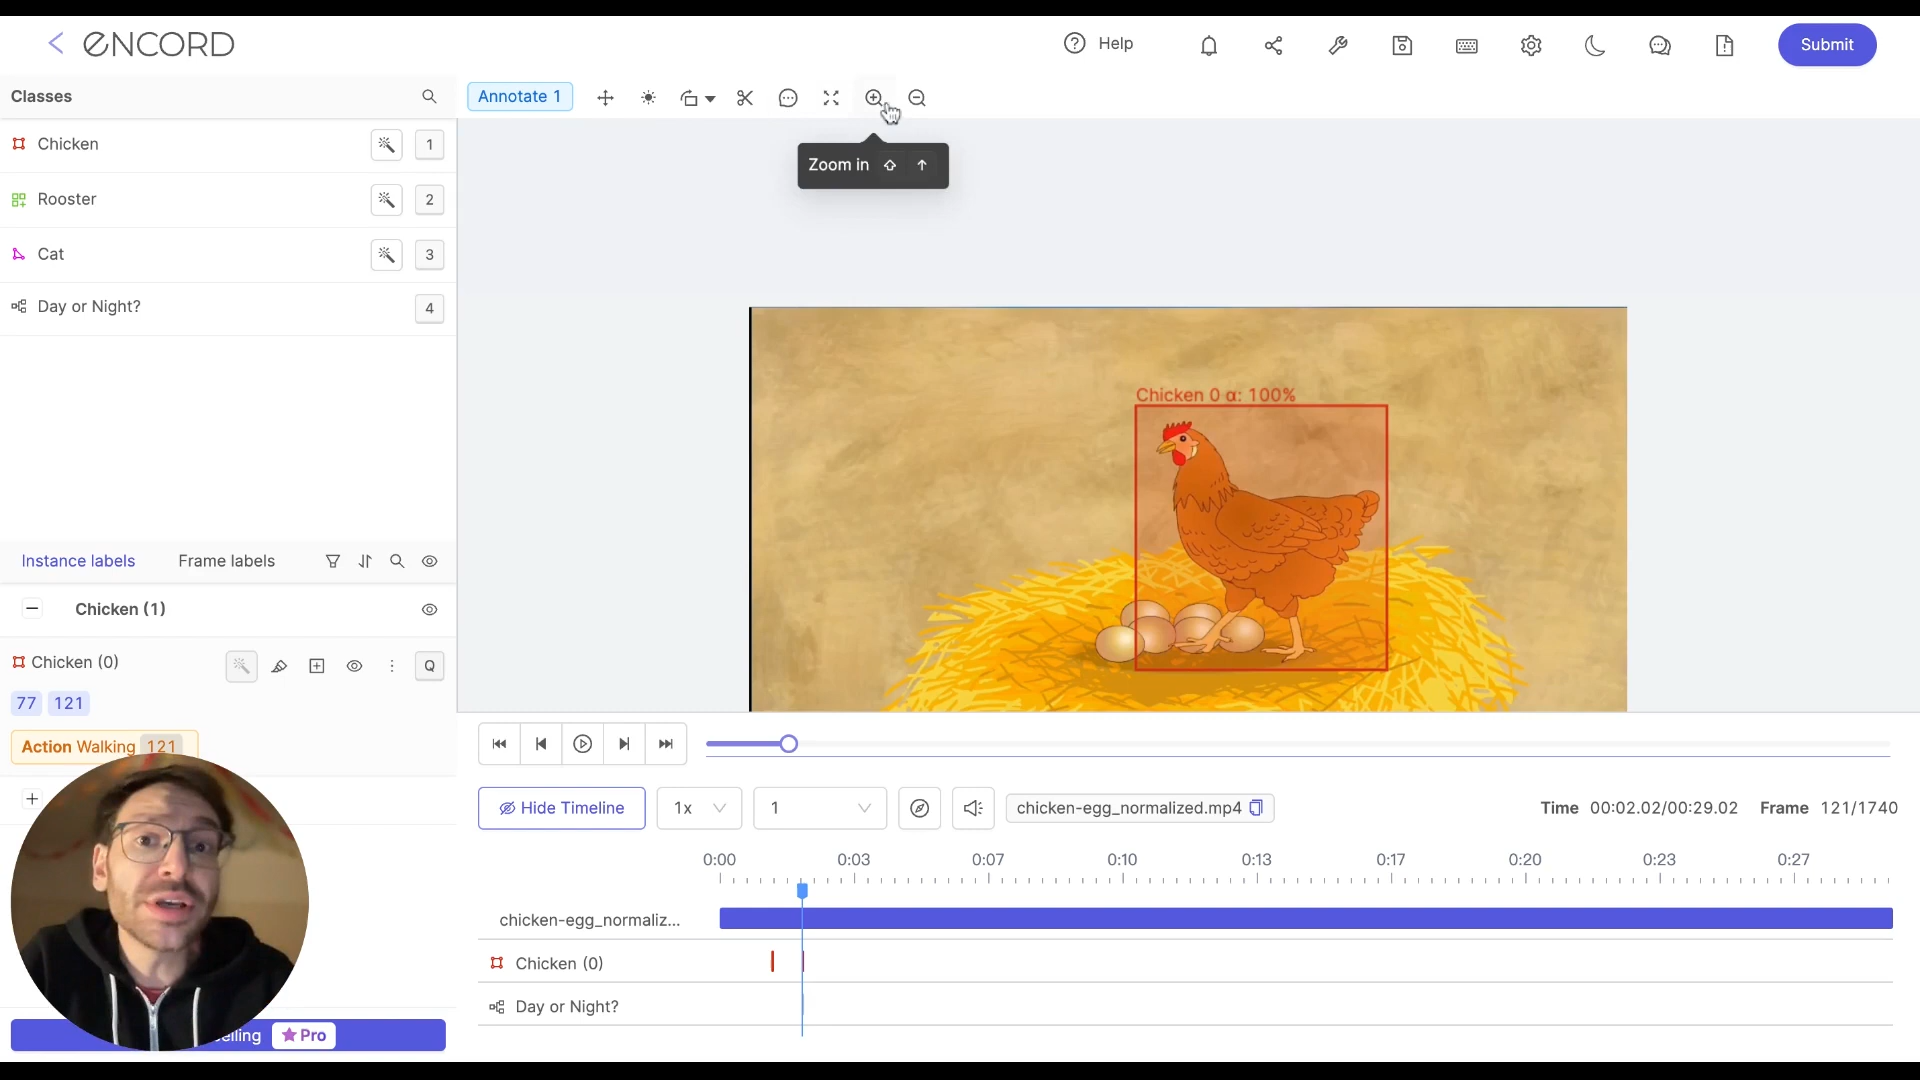 ENCORD
Help
Submit
Classes
Annotate 1
Chicken
1
Zoom in
Rooster
2
Cat
3
Day or Night?
4
Chicken 0 α: 100%
Instance labels
Frame labels
Chicken (1)
Chicken (0)
Q
77 121
Action Walking 121
Hide Timeline
1x
1
chicken-egg_normalized.mp4
Time 00:02.02/00:29.02
Frame 121/1740
0:00 0:03 0:07 0:10 0:13 0:17 0:20 0:23 0:27
chicken-egg_normaliz...
Chicken (0)
Day or Night?
Pro